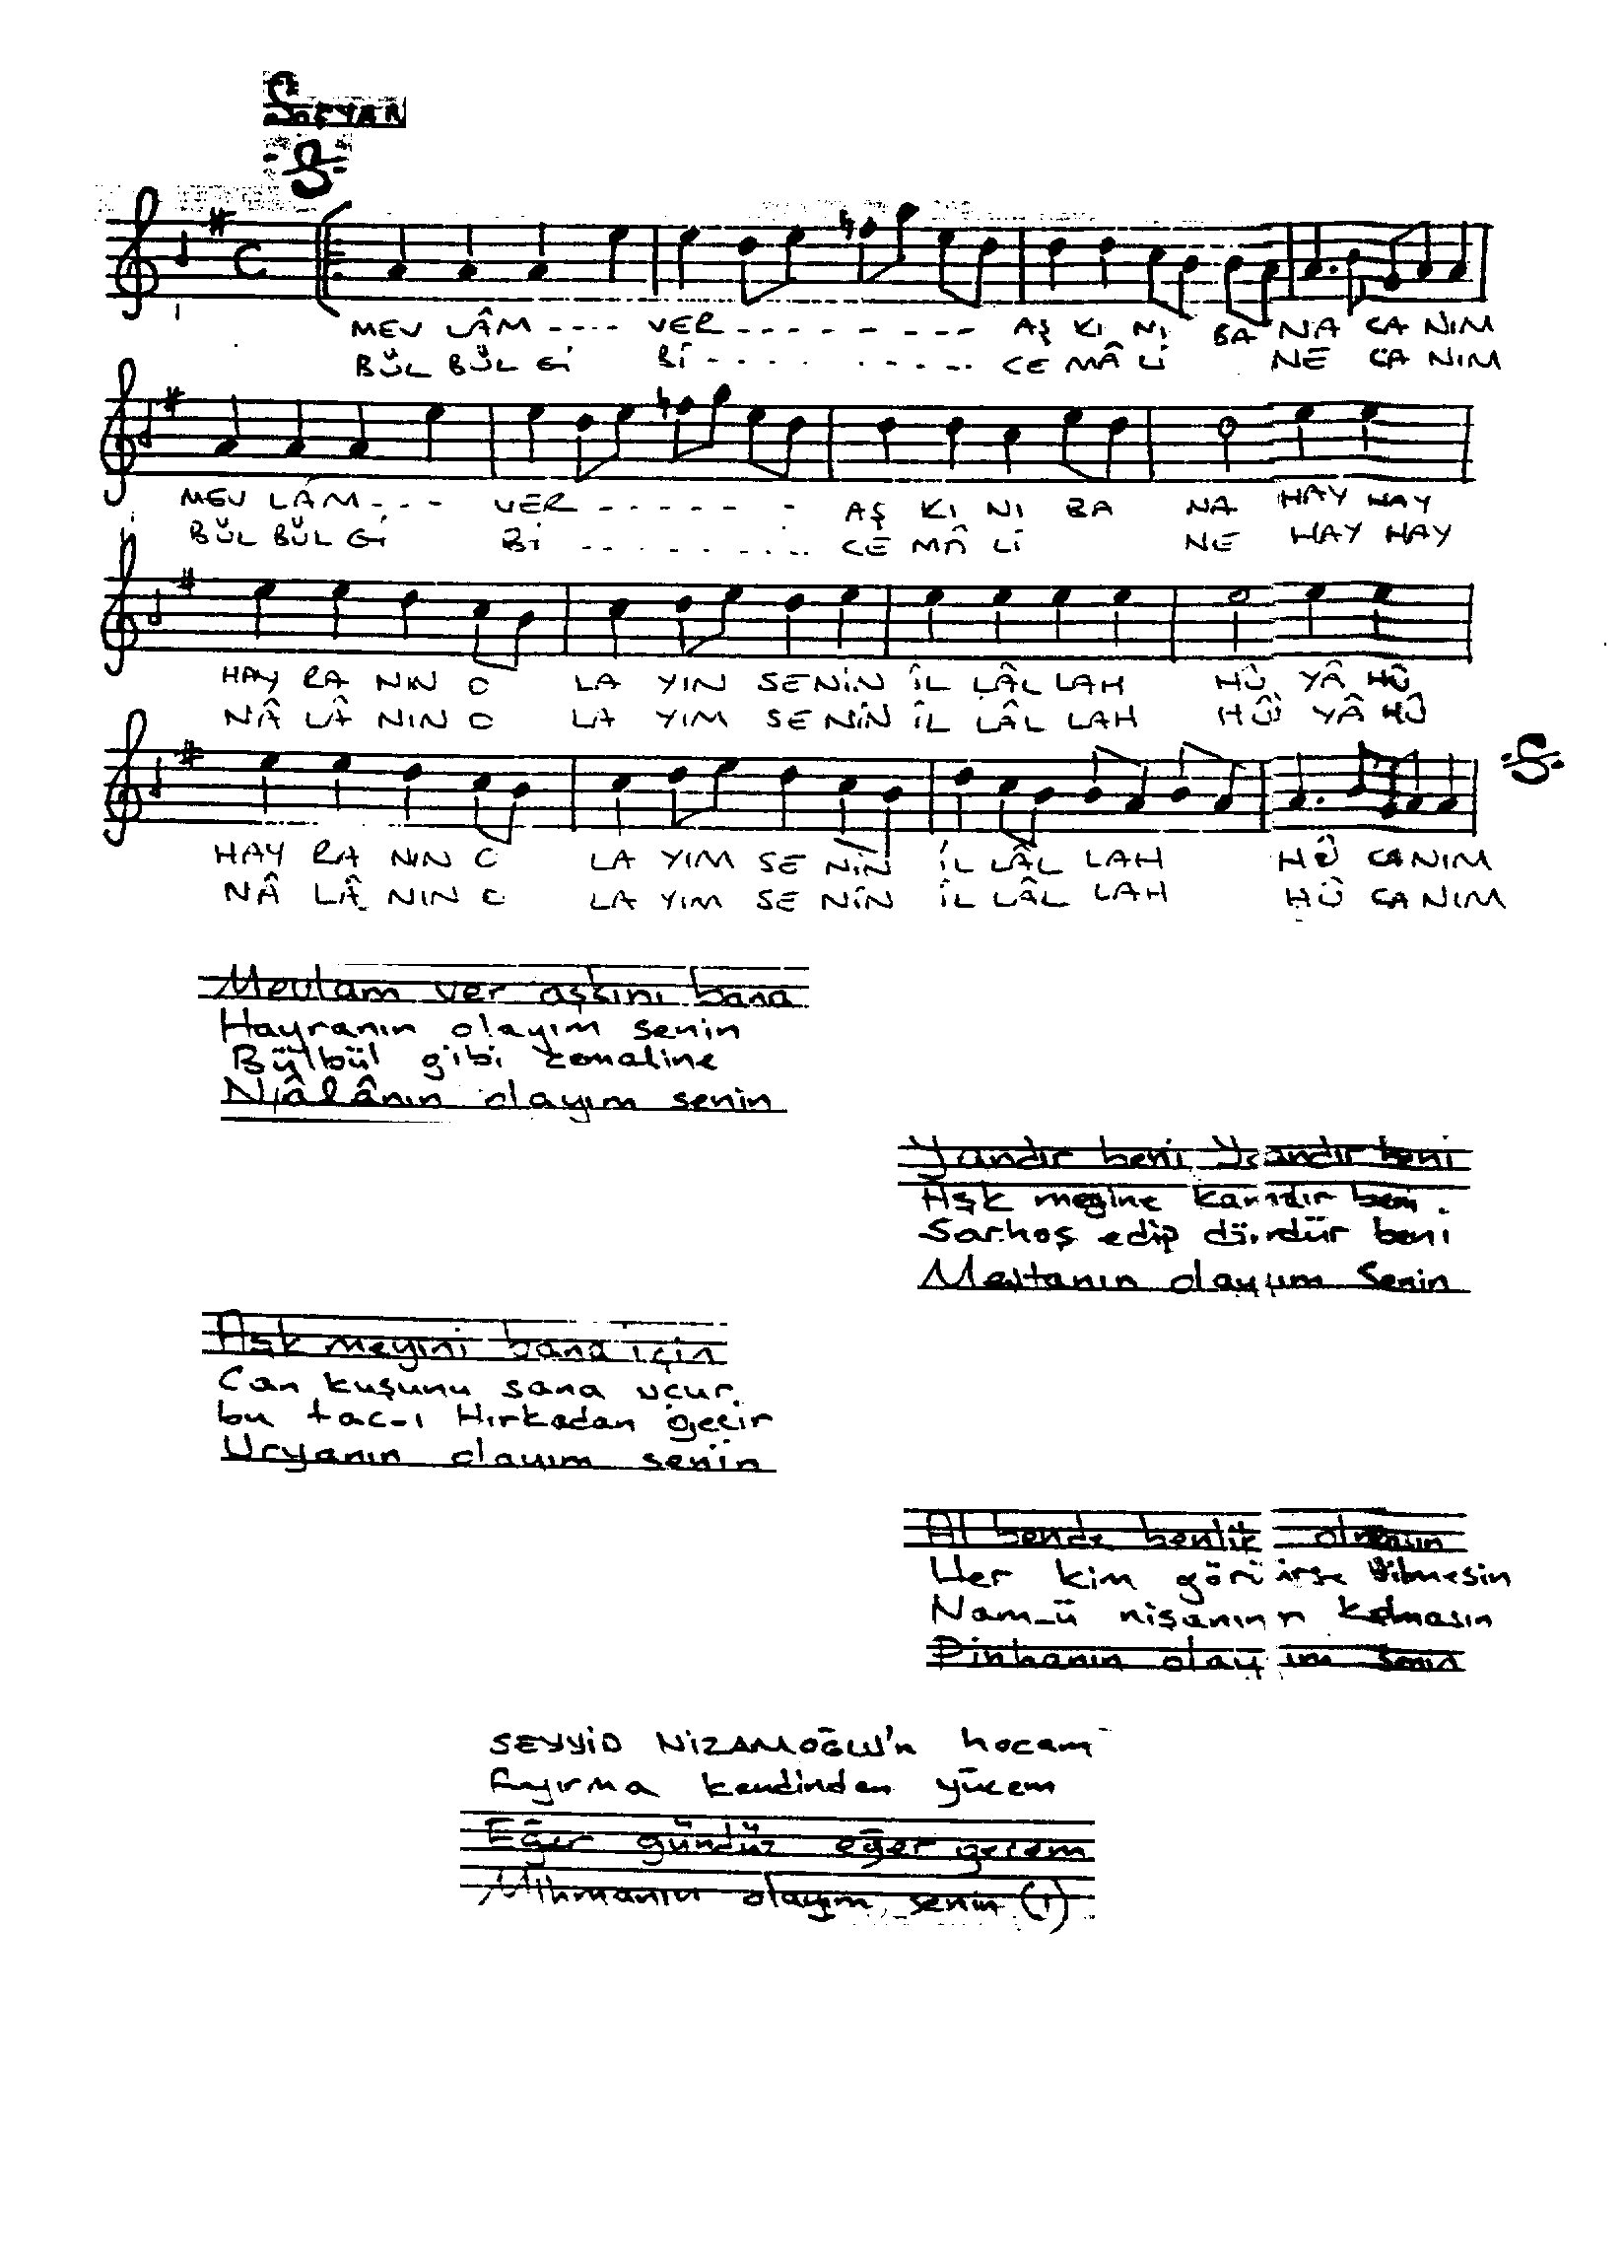 SOFYAN
MEV LÂM ---- VER - - - - - - - - AŞ KI NI BA NA CA NIM
BÜL BÜL Gİ Bİ - - - - - - - - CE MÂ Lİ NE CA NIM
MEV LÂM - - - VER - - - - - - AŞ KI NI BA NA HAY HAY
BÜL BÜL Gİ Bİ - - - - - - - - - CE MÂ Lİ NE HAY HAY
HAY RA NIN O LA YIN SENİN İL LÂL LAH HÛ YÂ HÛ
NÂ LÂ NIN O LA YIM SE NİN İL LÂL LAH HÛ YÂ HÛ
HAY RA NIN O LA YIM SE NİN İL LÂL LAH HÛ CANIM
NÂ LÂ NIN O LA YIM SE NİN İL LÂL LAH HÛ CANIM
Mevlam ver aşkını bana
Hayranın olayım senin
Bülbül gibi cemaline
Nâlânın olayım senin
Yandır beni Yandır beni
Aşk meyine kandır beni
Sarhoş edip döndür beni
Mestanın olayım senin
Aşk meyini bana için
Can kuşunu sana uçur
bu tac-ı Hırkadan geçir
Uryanın olayım senin
Al bende benlik olmasın
Her kim görürse bilmesin
Nam-ü nişanım kalmasın
Pinhanın olayım senin
SEYYİD NİZAMOĞLU'n hocam
Ayırma kendinden yücem
Eğer gündüz eğer gecem
Mihmanın olayım senin (1)